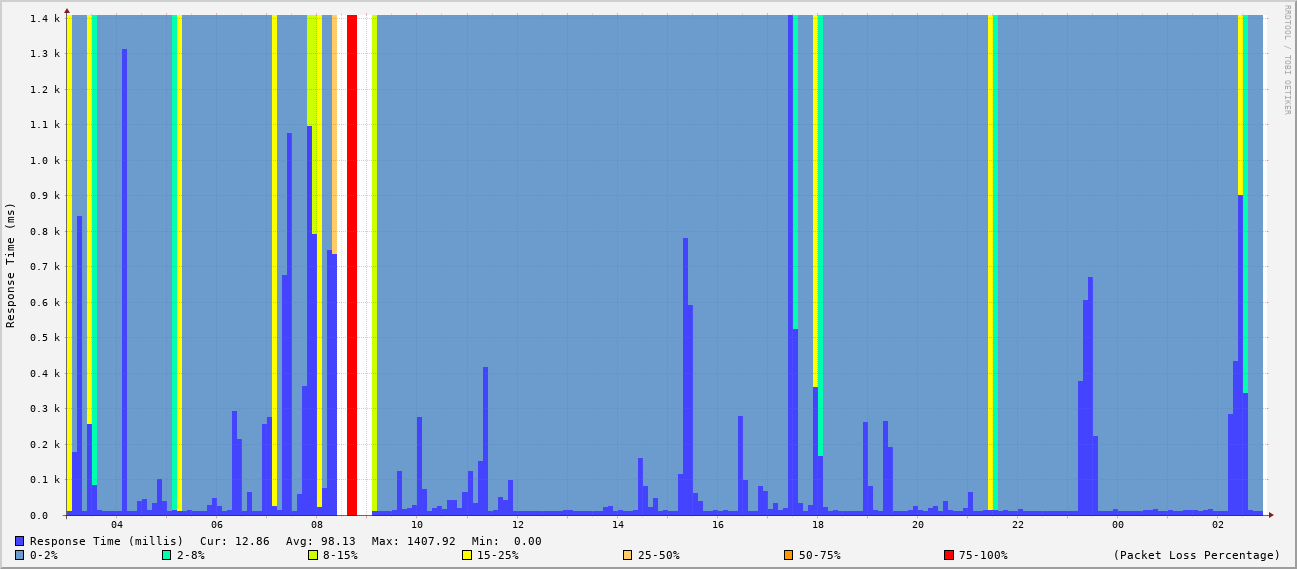 RRDTOOL / TOBI OETIKER
Response Time (ms)
1.4 k
1.3 k
1.2 k
1.1 k
1.0 k
0.9 k
0.8 k
0.7 k
0.6 k
0.5 k
0.4 k
0.3 k
0.2 k
0.1 k
0.0
04 06 08 10 12 14 16 18 20 22 00 02
Response Time (millis) Cur: 12.86 Avg: 98.13 Max: 1407.92 Min: 0.00
0-2% 2-8% 8-15% 15-25% 25-50% 50-75% 75-100% (Packet Loss Percentage)